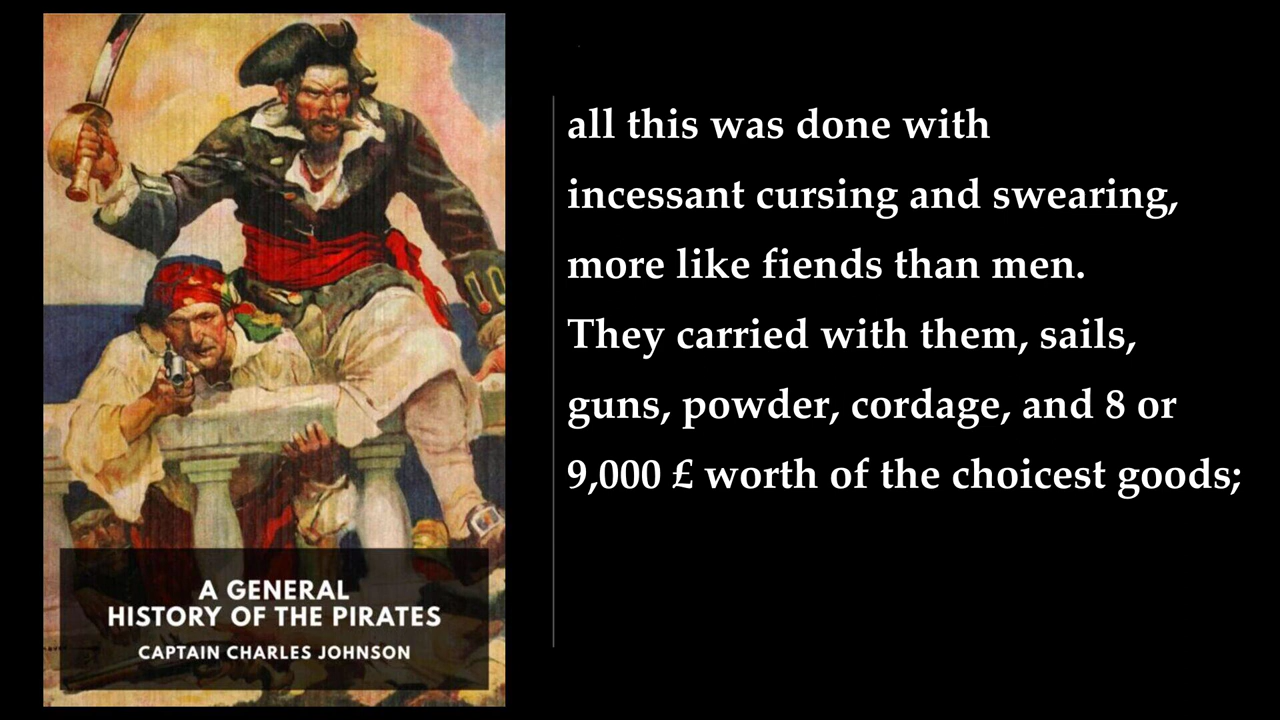 all this was done with
incessant cursing and swearing,
more like fiends than men.
They carried with them, sails,
guns, powder, cordage, and 8 or
9,000 £ worth of the choicest goods;
A GENERAL
HISTORY OF THE PIRATES
CAPTAIN CHARLES JOHNSON